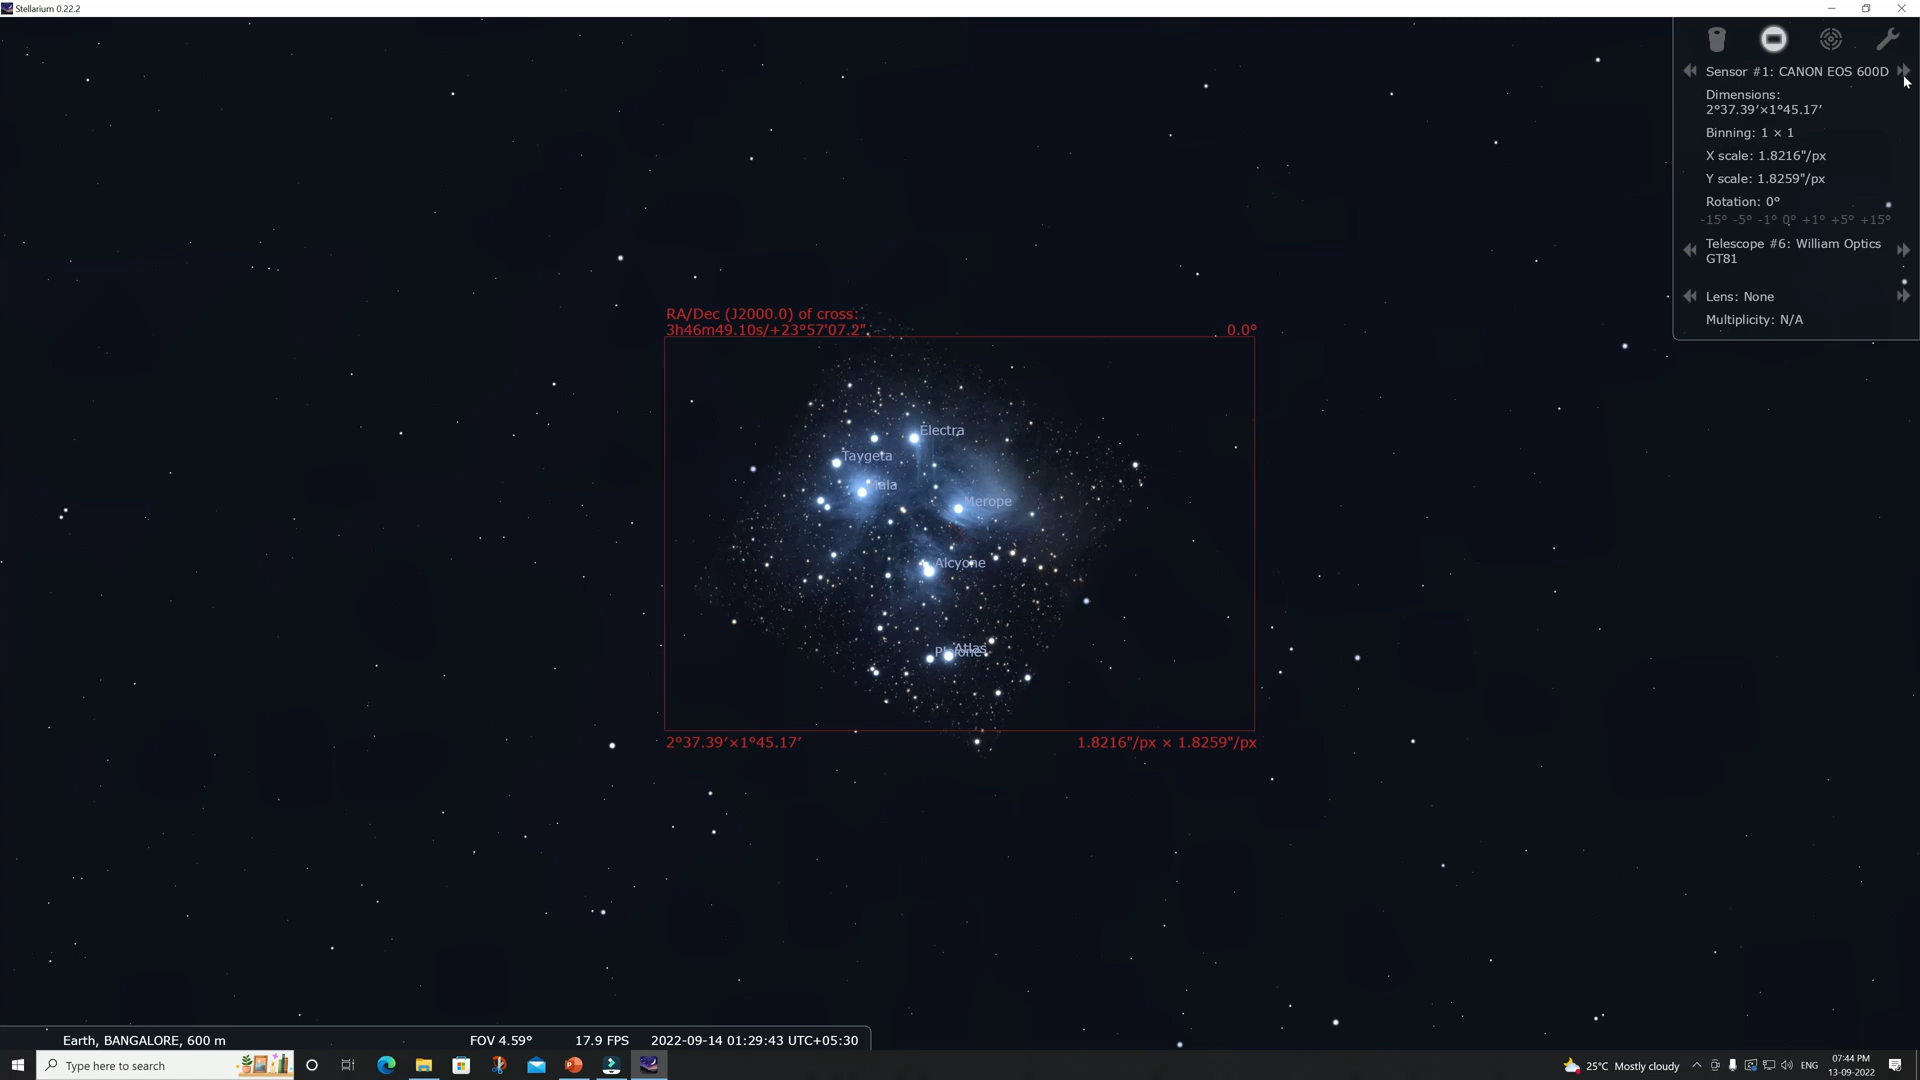 Stellarium 0.22.2
Sensor #1: CANON EOS 600D
Dimensions:
2°37.39′×1°45.17′
Binning: 1 × 1
X scale: 1.8216"/px
Y scale: 1.8259"/px
Rotation: 0°
-15° -5° -1° 0° +1° +5° +15°
Telescope #6: William Optics
GT81
Lens: None
Multiplicity: N/A
RA/Dec (J2000.0) of cross:
3h46m49.10s/+23°57'07.2"
0.0°
Electra
Taygeta
Merope
Alcyone
Atlas
2°37.39′×1°45.17′
1.8216"/px × 1.8259"/px
Earth, BANGALORE, 600 m
FOV 4.59°
17.9 FPS
2022-09-14 01:29:43 UTC+05:30
Type here to search
25°C Mostly cloudy
ENG
07:44 PM
13-09-2022